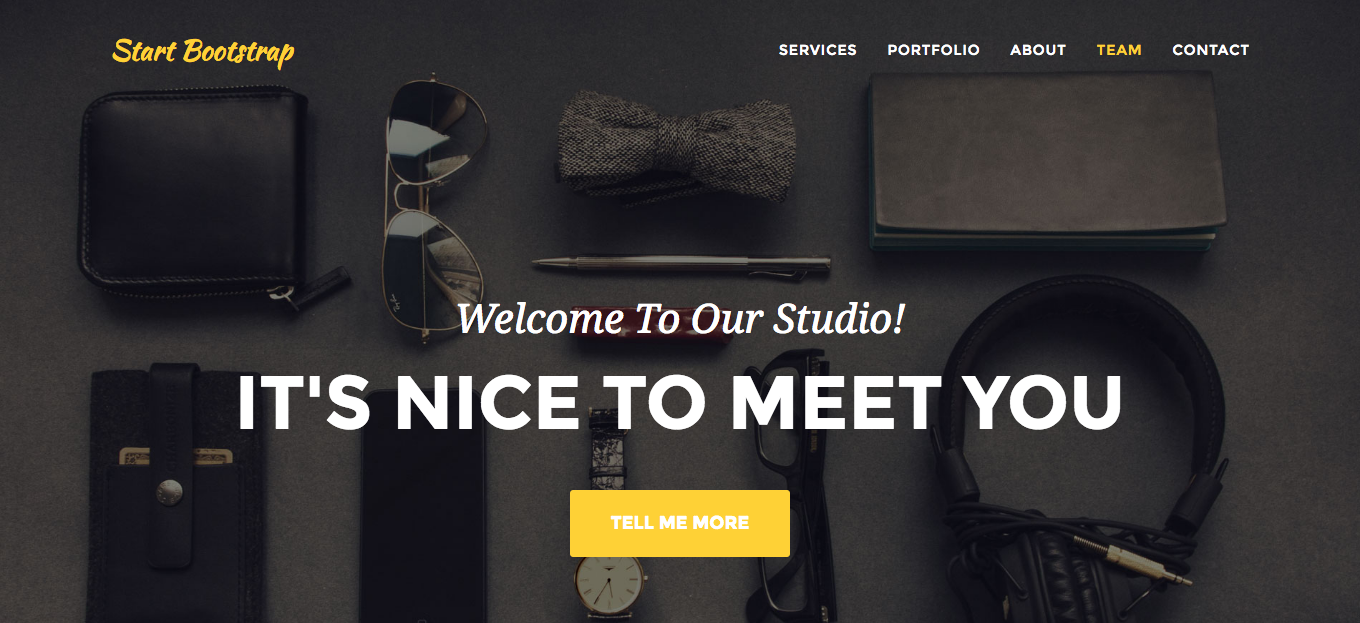 Start Bootstrap
SERVICES PORTFOLIO ABOUT TEAM CONTACT
Welcome To Our Studio!
IT'S NICE TO MEET YOU
TELL ME MORE